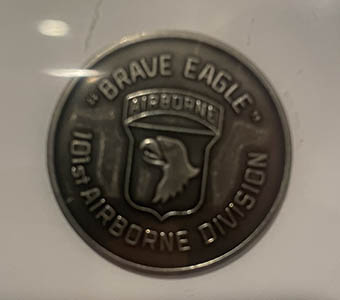 "BRAVE EAGLE"
AIRBORNE
101st AIRBORNE DIVISION